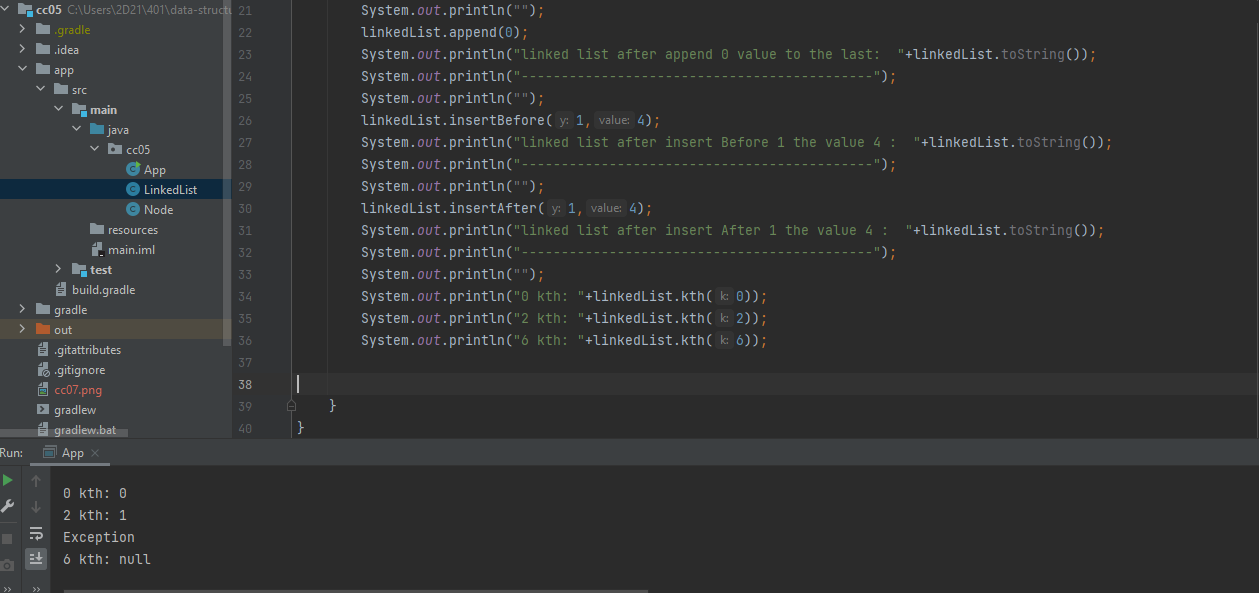 cc05 C:\Users\2D21\401\data-structu
.gradle
.idea
app
src
main
java
cc05
App
LinkedList
Node
resources
main.iml
test
build.gradle
gradle
out
.gitattributes
.gitignore
cc07.png
gradlew
gradlew.bat
21 System.out.println("");
22 linkedList.append(0);
23 System.out.println("linked list after append 0 value to the last:  "+linkedList.toString());
24 System.out.println("--------------------------------------------");
25 System.out.println("");
26 linkedList.insertBefore( y: 1, value: 4);
27 System.out.println("linked list after insert Before 1 the value 4 :  "+linkedList.toString());
28 System.out.println("--------------------------------------------");
29 System.out.println("");
30 linkedList.insertAfter( y: 1, value: 4);
31 System.out.println("linked list after insert After 1 the value 4 :  "+linkedList.toString());
32 System.out.println("--------------------------------------------");
33 System.out.println("");
34 System.out.println("0 kth: "+linkedList.kth( k: 0));
35 System.out.println("2 kth: "+linkedList.kth( k: 2));
36 System.out.println("6 kth: "+linkedList.kth( k: 6));
37
38
39 }
40 }
Run: App
0 kth: 0
2 kth: 1
Exception
6 kth: null